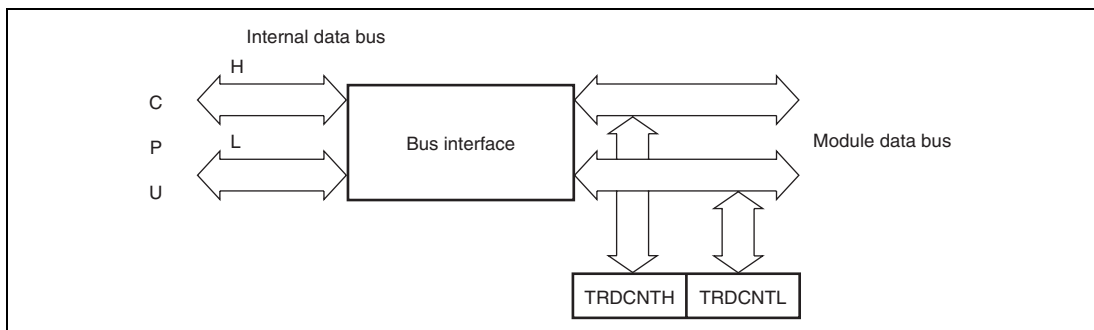 Internal data bus
H
C
P
U
L
Bus interface
Module data bus
TRDCNTH
TRDCNTL